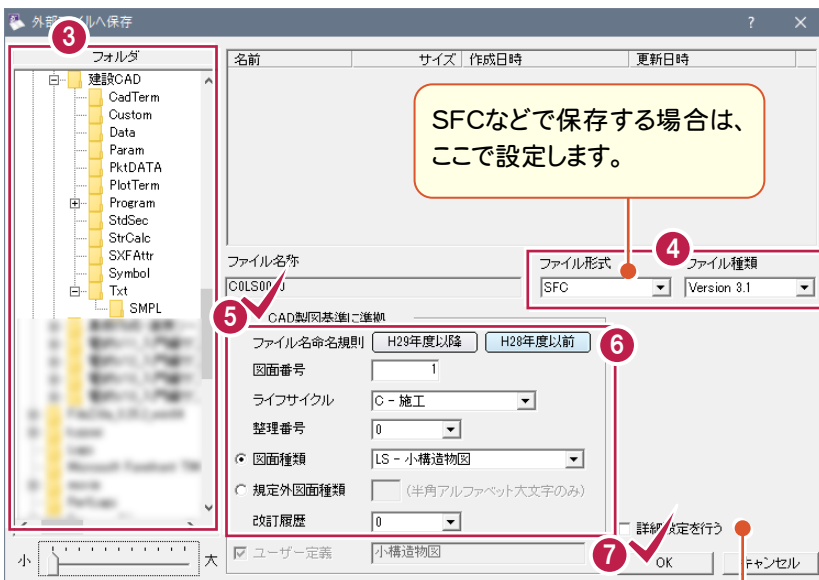 外部ファイルへ保存
?
×
3
フォルダ
建設CAD
CadTerm
Custom
Data
Param
PktDATA
PlotTerm
Program
StdSec
StrCalc
SXFAttr
Symbol
Txt
SMPL
小
大
名前 サイズ 作成日時 更新日時
SFCなどで保存する場合は、
ここで設定します。
ファイル名称
C0LS00
4
ファイル形式 ファイル種類
SFC Version 3.1
5
CAD製図基準に準拠
6
ファイル名命名規則 H29年度以降 H28年度以前
図面番号 1
ライフサイクル C - 施工
整理番号 0
図面種類 LS - 小構造物図
規定外図面種類 (半角アルファベット大文字のみ)
改訂履歴 0
ユーザー定義 小構造物図
詳細設定を行う
7
OK キャンセル